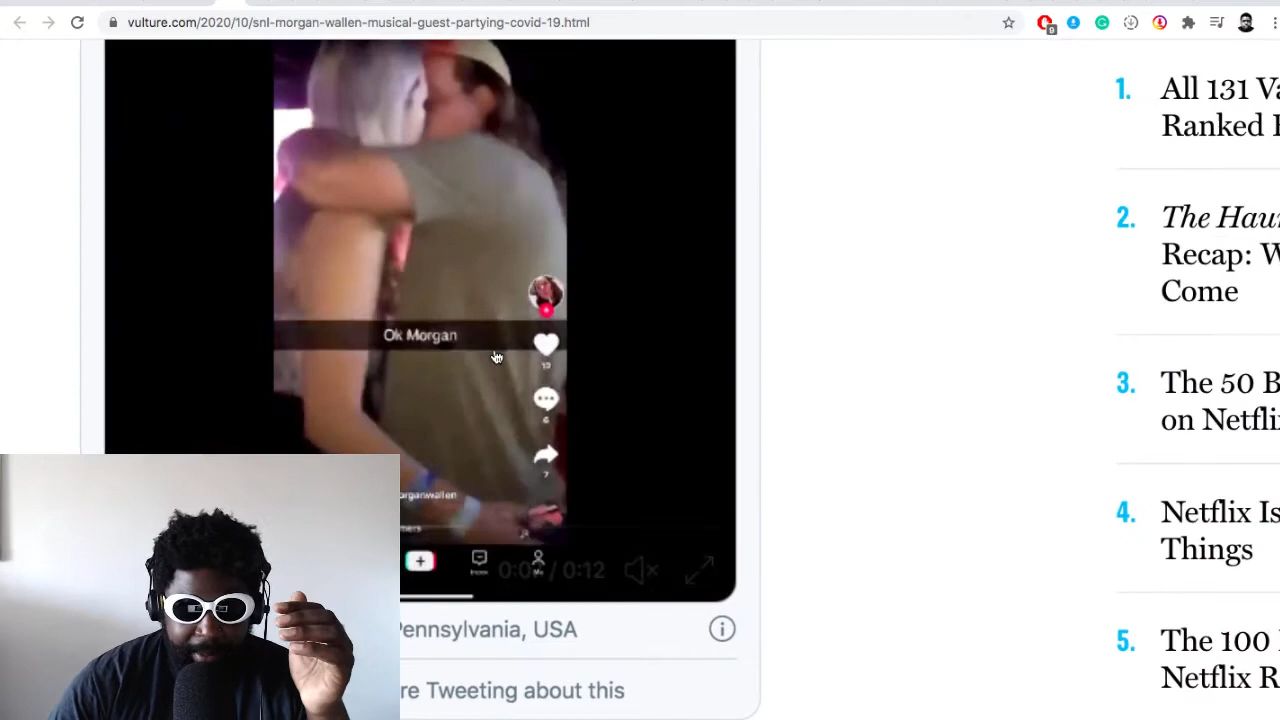 vulture.com/2020/10/snl-morgan-wallen-musical-guest-partying-covid-19.html
9
Ok Morgan
organwallen
0:0 / 0:12
Pennsylvania, USA
re Tweeting about this
1. All 131 Va
Ranked
2. The Hau
Recap: W
Come
3. The 50 B
on Netfli
4. Netflix Is
Things
5. The 100
Netflix R